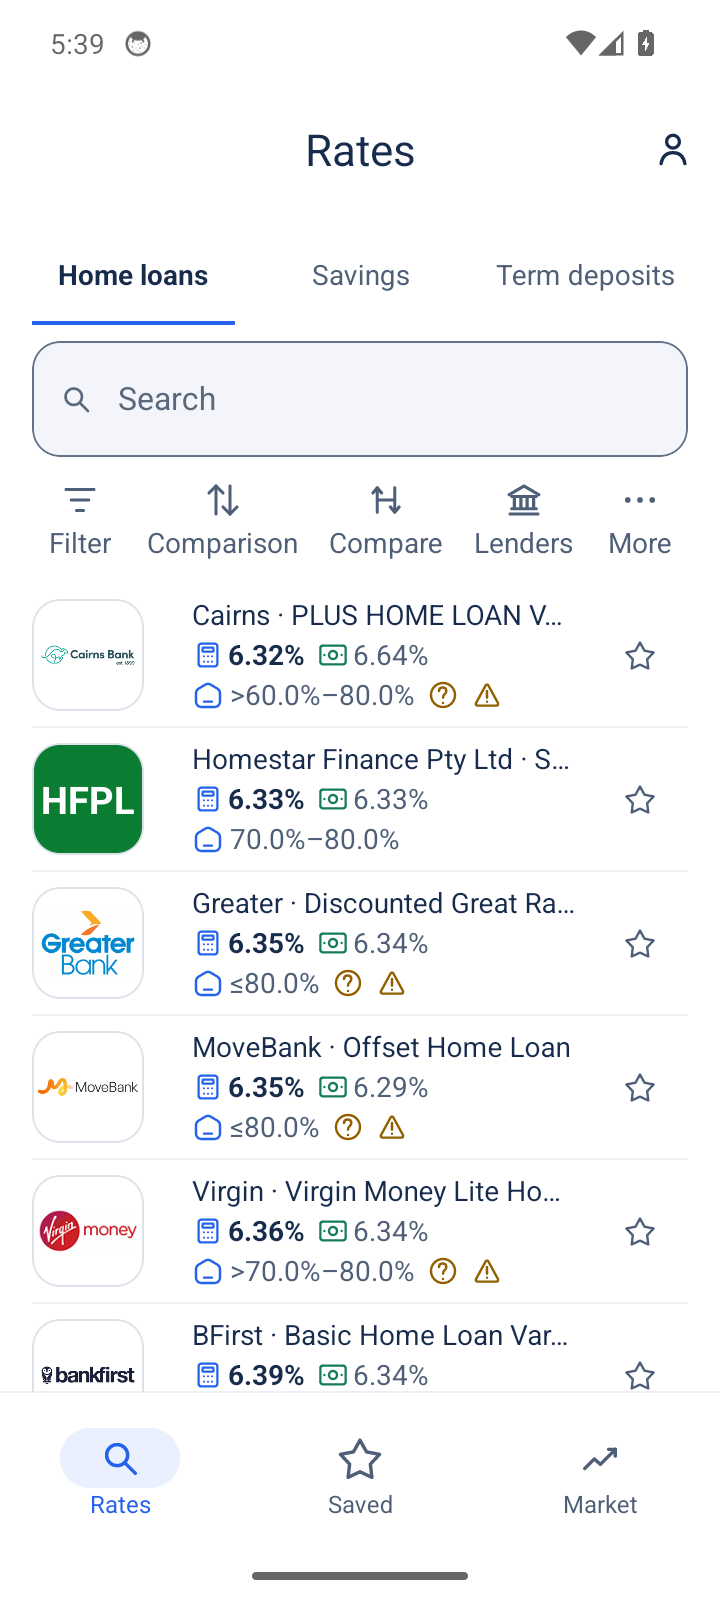 5:39
Rates
Home loans
Savings
Term deposits
Search
Filter
Comparison
Compare
Lenders
More
Cairns Bank
est. 1899
Cairns · PLUS HOME LOAN V...
6.32% 6.64%
>60.0%–80.0%
HFPL
Homestar Finance Pty Ltd · S...
6.33% 6.33%
70.0%–80.0%
Greater
Bank
Greater · Discounted Great Ra...
6.35% 6.34%
≤80.0%
MoveBank
MoveBank · Offset Home Loan
6.35% 6.29%
≤80.0%
Virgin money
Virgin · Virgin Money Lite Ho...
6.36% 6.34%
>70.0%–80.0%
bankfirst
BFirst · Basic Home Loan Var...
6.39% 6.34%
Rates
Saved
Market